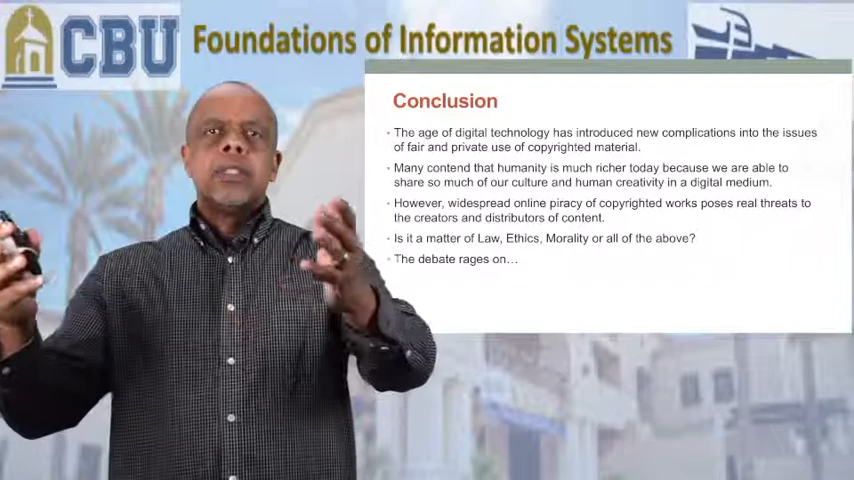 CBU
Foundations of Information Systems
Conclusion
• The age of digital technology has introduced new complications into the issues
of fair and private use of copyrighted material.
• Many contend that humanity is much richer today because we are able to
share so much of our culture and human creativity in a digital medium.
• However, widespread online piracy of copyrighted works poses real threats to
the creators and distributors of content.
• Is it a matter of Law, Ethics, Morality or all of the above?
• The debate rages on…